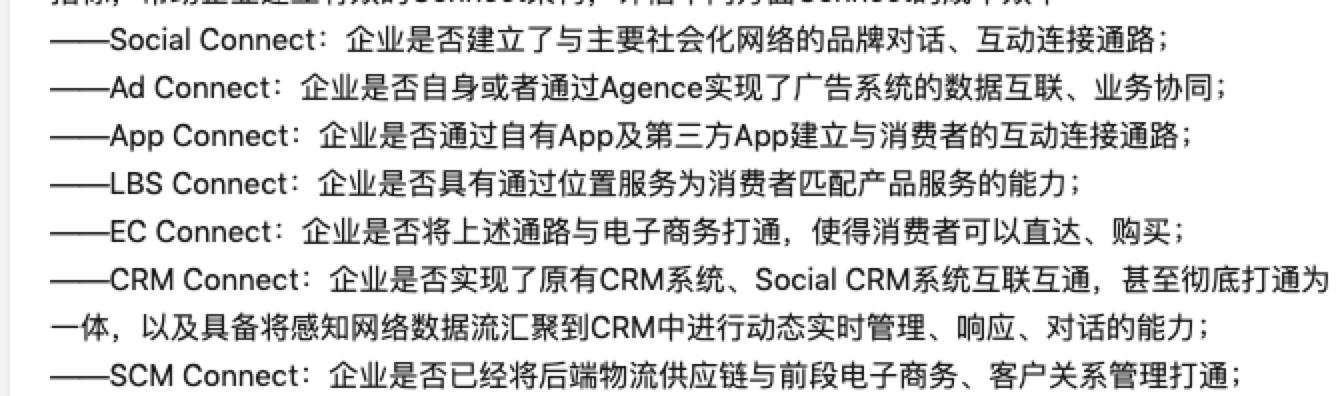 ——Social Connect：企业是否建立了与主要社会化网络的品牌对话、互动连接通路；
——Ad Connect：企业是否自身或者通过Agence实现了广告系统的数据互联、业务协同；
——App Connect：企业是否通过自有App及第三方App建立与消费者的互动连接通路；
——LBS Connect：企业是否具有通过位置服务为消费者匹配产品服务的能力；
——EC Connect：企业是否将上述通路与电子商务打通，使得消费者可以直达、购买；
——CRM Connect：企业是否实现了原有CRM系统、Social CRM系统互联互通，甚至彻底打通为
一体，以及具备将感知网络数据流汇聚到CRM中进行动态实时管理、响应、对话的能力；
——SCM Connect：企业是否已经将后端物流供应链与前段电子商务、客户关系管理打通；